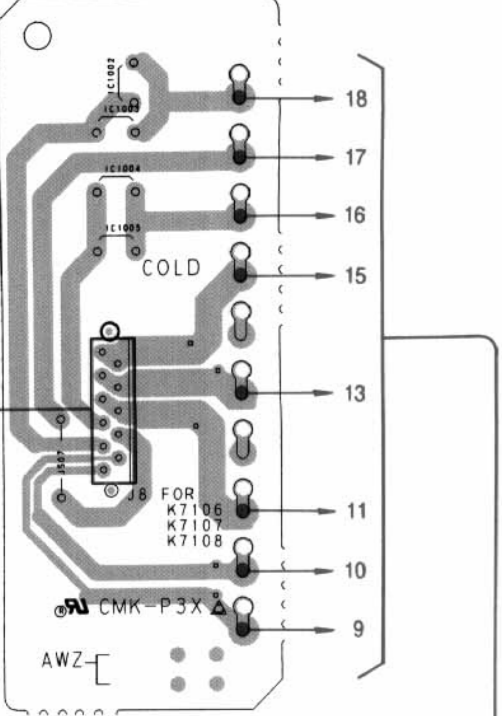 IC1002
18
IC1003
17
IC1004
16
IC1005
COLD
15
13
J507
J8 FOR
K7106
K7107
K7108
11
10
® RU CMK-P3X
9
AWZ